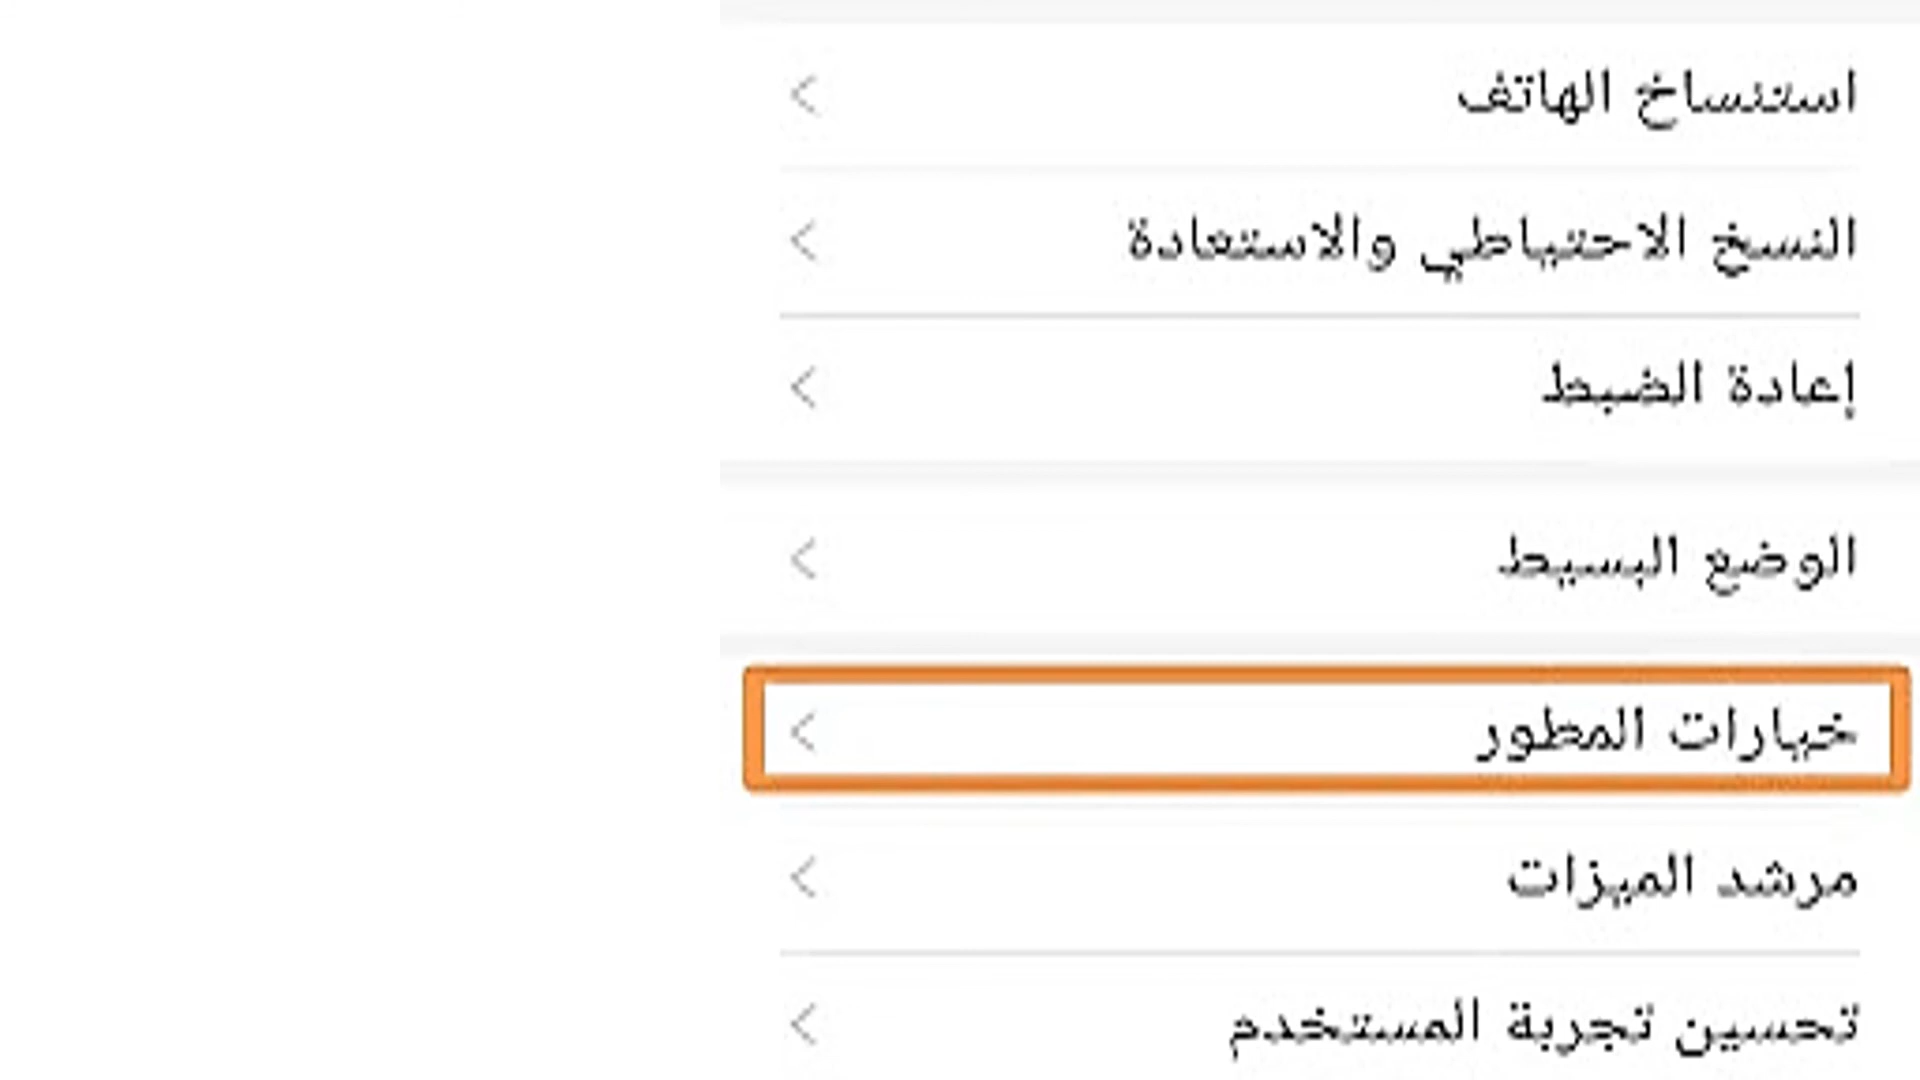 استنساخ الهاتف
النسخ الاحتياطي والاستعادة
إعادة الضبط
الوضع البسيط
خيارات المطور
مرشد الميزات
تحسين تجربة المستخدم